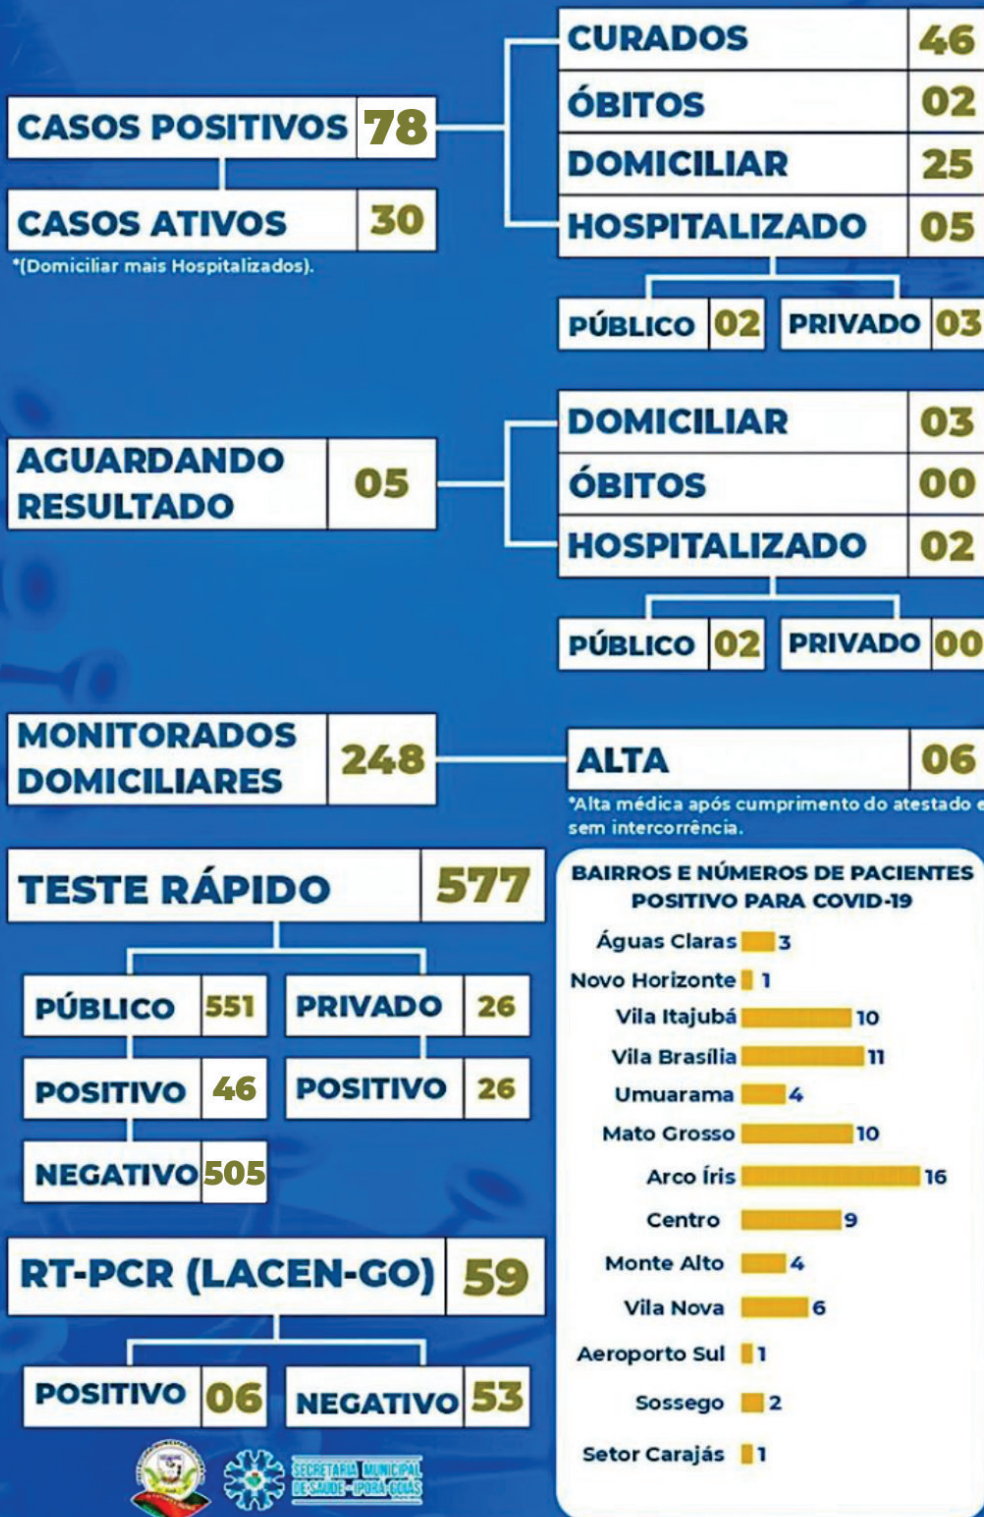 CASOS POSITIVOS 78
CASOS ATIVOS 30
*(Domiciliar mais Hospitalizados).
CURADOS 46
ÓBITOS 02
DOMICILIAR 25
HOSPITALIZADO 05
PÚBLICO 02 PRIVADO 03
AGUARDANDO
RESULTADO 05
DOMICILIAR 03
ÓBITOS 00
HOSPITALIZADO 02
PÚBLICO 02 PRIVADO 00
MONITORADOS
DOMICILIARES 248
ALTA 06
*Alta médica após cumprimento do atestado e
sem intercorrência.
TESTE RÁPIDO 577
PÚBLICO 551 PRIVADO 26
POSITIVO 46 POSITIVO 26
NEGATIVO 505
RT-PCR (LACEN-GO) 59
POSITIVO 06 NEGATIVO 53
SECRETARIA MUNICIPAL
DE SAÚDE - IPORÁ-GOIÁS
BAIRROS E NÚMEROS DE PACIENTES
POSITIVO PARA COVID-19
Águas Claras 3
Novo Horizonte 1
Vila Itajubá 10
Vila Brasília 11
Umuarama 4
Mato Grosso 10
Arco Íris 16
Centro 9
Monte Alto 4
Vila Nova 6
Aeroporto Sul 1
Sossego 2
Setor Carajás 1